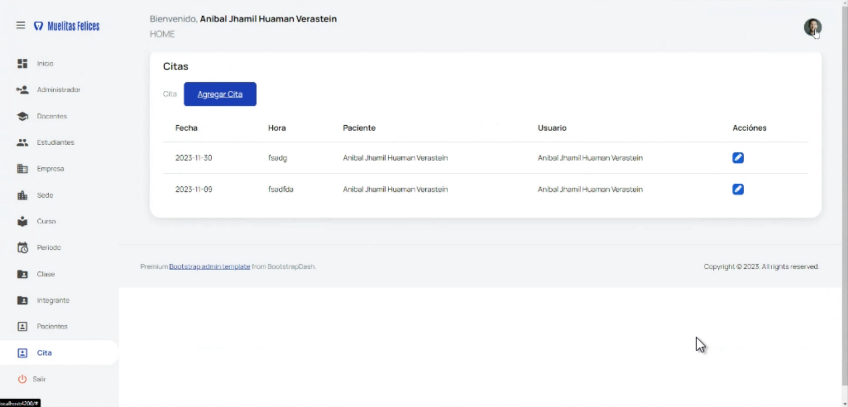 Muelitas Felices
Bienvenido, Anibal Jhamil Huaman Verastein
HOME
Inicio
Administrador
Docentes
Estudiantes
Empresa
Sede
Curso
Periodo
Clase
Integrante
Pacientes
Cita
Salir
Citas
Cita Agregar Cita
Fecha Hora Paciente Usuario Acciónes
2023-11-30 fsadg Anibal Jhamil Huaman Verastein Anibal Jhamil Huaman Verastein
2023-11-09 fsadfda Anibal Jhamil Huaman Verastein Anibal Jhamil Huaman Verastein
Premium Bootstrap admin template from BootstrapDash. Copyright © 2023. All rights reserved.
localhost:4200/#